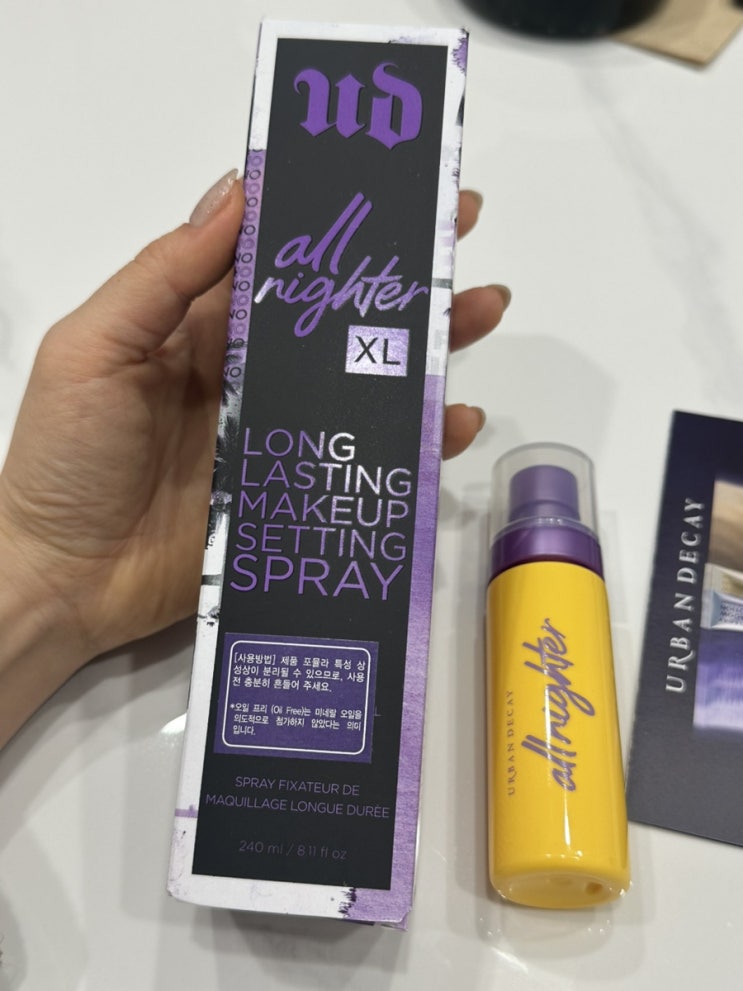 ud
all
nighter
XL
LONG
LASTING
MAKEUP
SETTING
SPRAY
[사용방법] 제품 포뮬라 특성 상
성상이 분리될 수 있으므로, 사용
전 충분히 흔들어 주세요.
*오일 프리 (Oil Free)는 미네랄 오일을
의도적으로 첨가하지 않았다는 의미
입니다.
SPRAY FIXATEUR DE
MAQUILLAGE LONGUE DURÉE
240 ml / 8.11 fl oz
URBAN DECAY
all nighter
URBAN DECAY